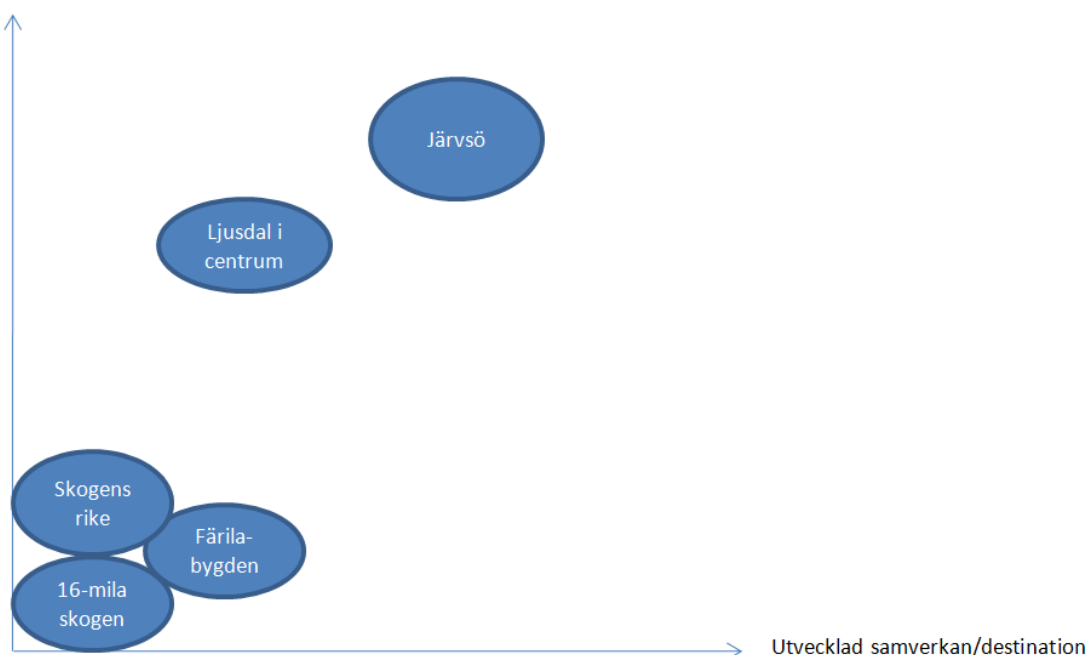 Järvsö
Ljusdal i
centrum
Skogens
rike
Färila-
bygden
16-mila
skogen
Utvecklad samverkan/destination